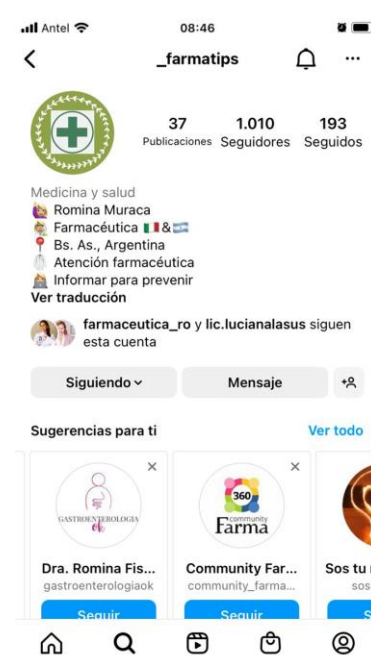 Antel 08:46
_farmatips
37 1.010 193
Publicaciones Seguidores Seguidos
Medicina y salud
Romina Muraca
Farmacéutica 🇮🇹&🇦🇷
Bs. As., Argentina
Atención farmacéutica
Informar para prevenir
Ver traducción
farmaceutica_ro y lic.lucianalasus siguen
esta cuenta
Siguiendo Mensaje
Sugerencias para ti Ver todo
GASTROENTEROLOGIA
ok
360
community
Farma
Dra. Romina Fis... Community Far... Sos tu
gastroenterologiaok community_farma... sos
Seguir Seguir S